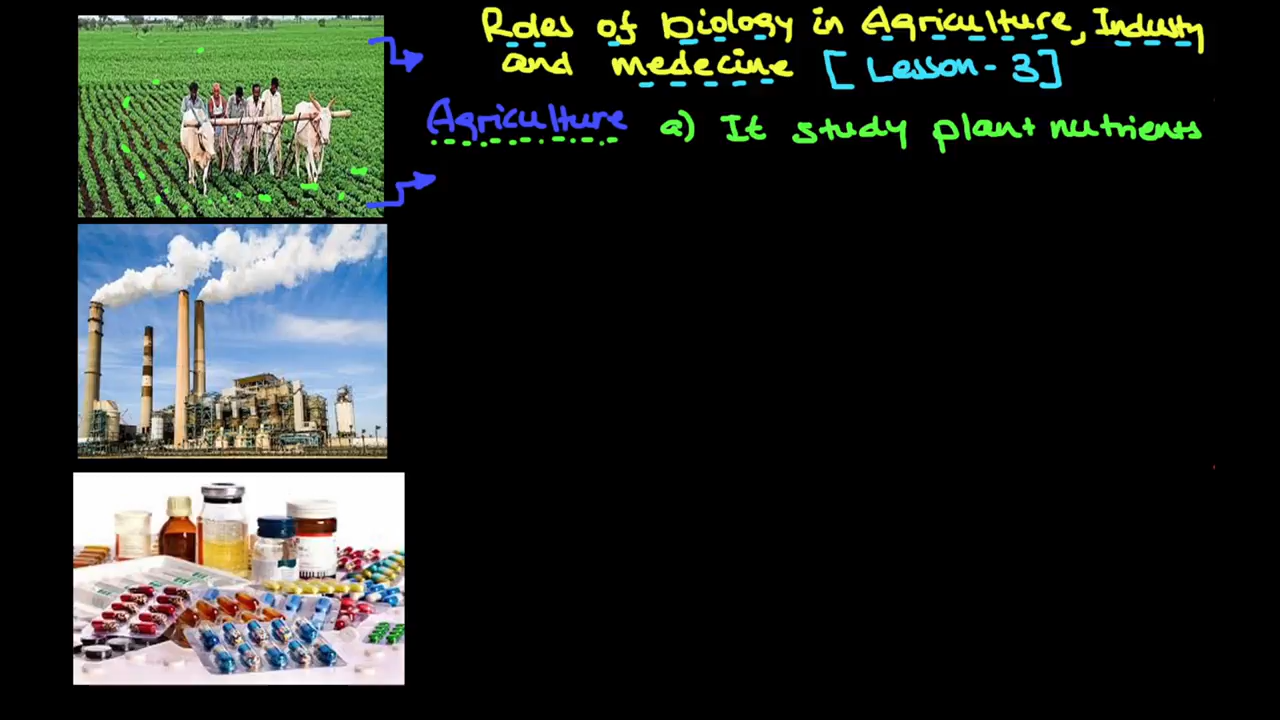 Roles of biology in Agriculture, Industry
and medecine [Lesson-3]
Agriculture a) It study plant nutrients